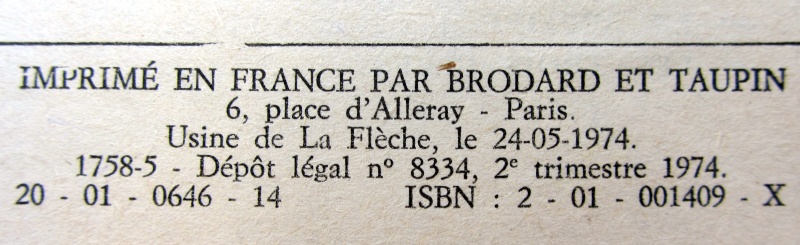 IMPRIMÉ EN FRANCE PAR BRODARD ET TAUPIN
6, place d'Alleray - Paris.
Usine de La Flèche, le 24-05-1974.
1758-5 - Dépôt légal nº 8334, 2e trimestre 1974.
20 - 01 - 0646 - 14 ISBN : 2 - 01 - 001409 - X